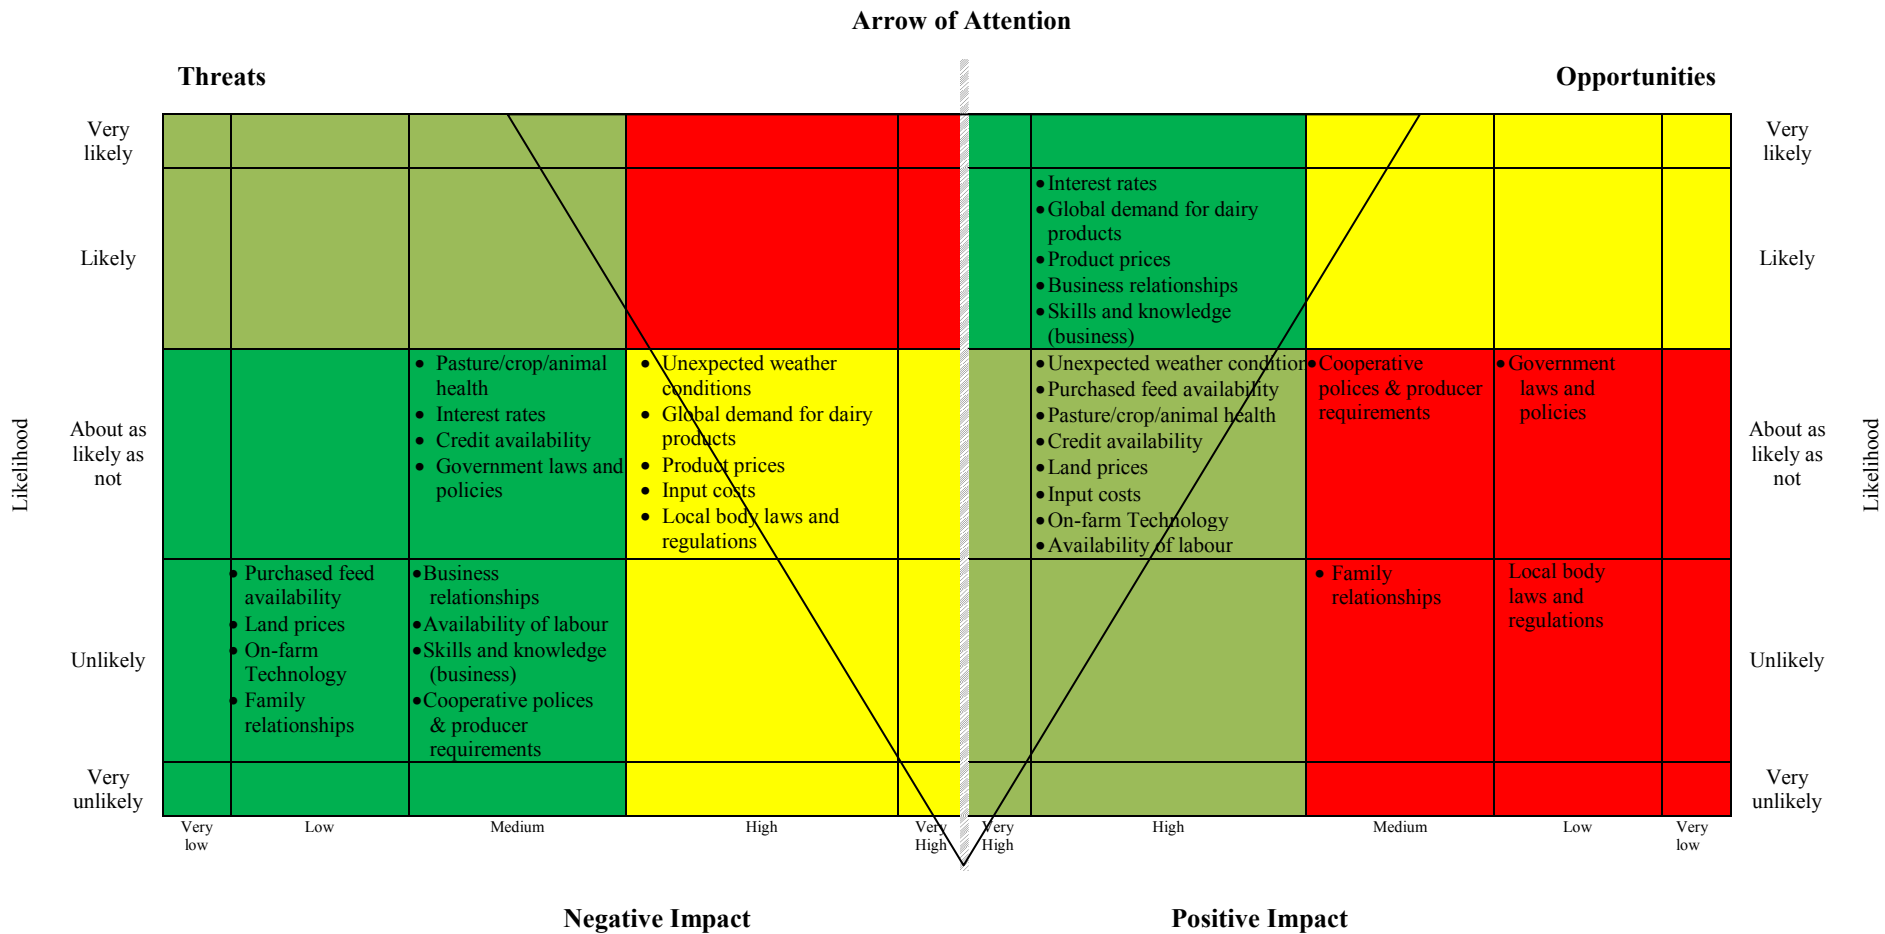 Arrow of Attention
Threats
Opportunities
Very
likely
Very
likely
Likely
• Interest rates
• Global demand for dairy
products
• Product prices
• Business relationships
• Skills and knowledge
(business)
Likely
Likelihood
About as
likely as
not
• Pasture/crop/animal
health
• Interest rates
• Credit availability
• Government laws and
policies
• Unexpected weather
conditions
• Global demand for dairy
products
• Product prices
• Input costs
• Local body laws and
regulations
• Unexpected weather condition
• Purchased feed availability
• Pasture/crop/animal health
• Credit availability
• Land prices
• Input costs
• On-farm Technology
• Availability of labour
• Cooperative
polices & producer
requirements
• Government
laws and
policies
About as
likely as
not
Likelihood
Unlikely
• Purchased feed
availability
• Land prices
• On-farm
Technology
• Family
relationships
• Business
relationships
• Availability of labour
• Skills and knowledge
(business)
• Cooperative polices
& producer
requirements
• Family
relationships
Local body
laws and
regulations
Unlikely
Very
unlikely
Very
unlikely
Very
low
Low
Medium
High
Very
High
Very
High
High
Medium
Low
Very
low
Negative Impact
Positive Impact